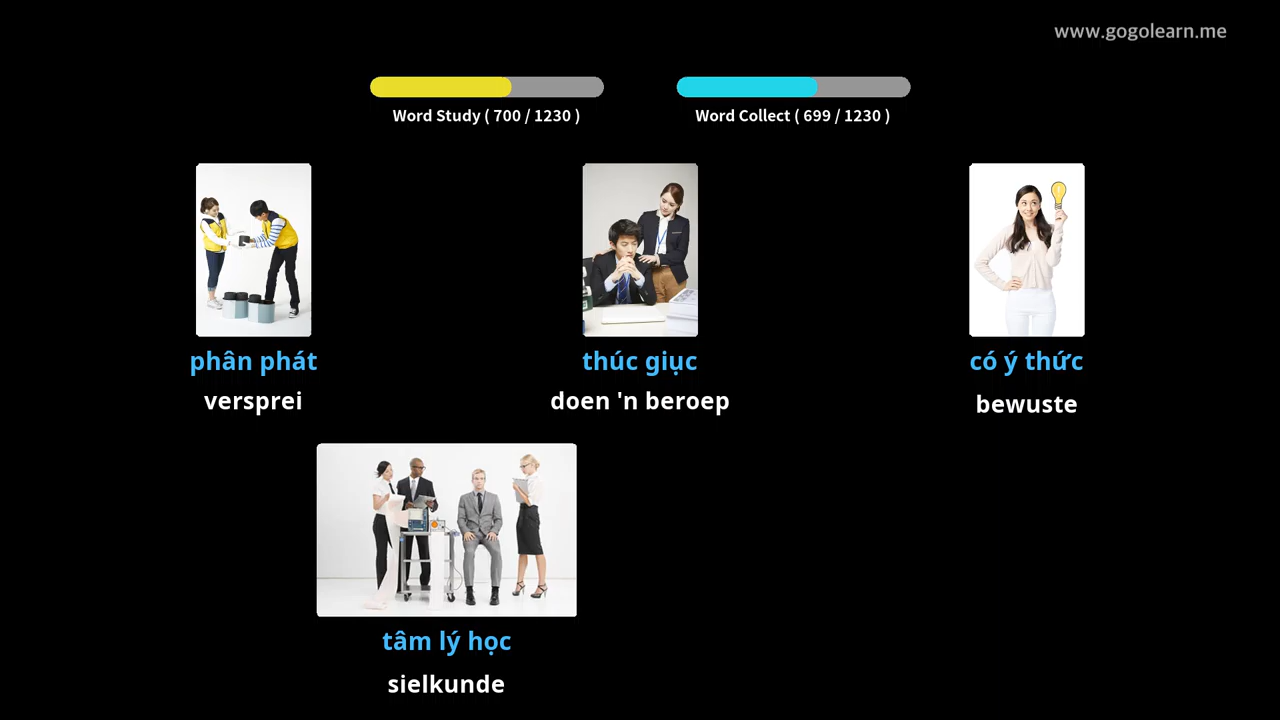 www.gogolearn.me
Word Study ( 700 / 1230 )
Word Collect ( 699 / 1230 )
phân phát
thúc giục
có ý thức
versprei
doen 'n beroep
bewuste
tâm lý học
sielkunde